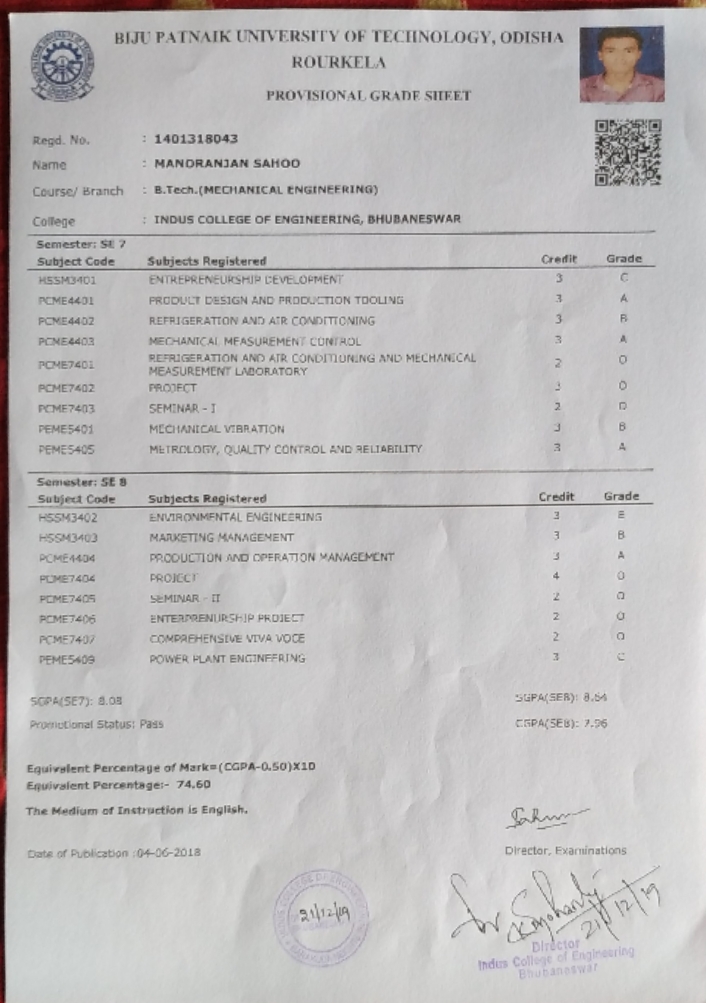 BIJU PATNAIK UNIVERSITY OF TECHNOLOGY, ODISHA
ROURKELA
PROVISIONAL GRADE SHEET
Regd. No. : 1401318043
Name : MANORANJAN SAHOO
Course/ Branch : B.Tech.(MECHANICAL ENGINEERING)
College : INDUS COLLEGE OF ENGINEERING, BHUBANESWAR
Semester: SE 7
Subject Code Subjects Registered Credit Grade
HSSM3401 ENTREPRENEURSHIP DEVELOPMENT 3 C
PCME4401 PRODUCT DESIGN AND PRODUCTION TOOLING 3 A
PCME4402 REFRIGERATION AND AIR CONDITIONING 3 B
PCME4403 MECHANICAL MEASUREMENT CONTROL 3 A
PCME7401 REFRIGERATION AND AIR CONDITIONING AND MECHANICAL 2 O
MEASUREMENT LABORATORY
PCME7402 PROJECT 3 O
PCME7403 SEMINAR - I 2 O
PEME5401 MECHANICAL VIBRATION 3 B
PEME5405 METROLOGY, QUALITY CONTROL AND RELIABILITY 3 A
Semester: SE 8
Subject Code Subjects Registered Credit Grade
HSSM3402 ENVIRONMENTAL ENGINEERING 3 E
HSSM3403 MARKETING MANAGEMENT 3 B
PCME4404 PRODUCTION AND OPERATION MANAGEMENT 3 A
PCME7404 PROJECT 4 O
PCME7405 SEMINAR - II 2 O
PCME7406 ENTERPRENURSHIP PROJECT 2 O
PCME7407 COMPREHENSIVE VIVA VOCE 2 O
PEME5409 POWER PLANT ENGINEERING 3 C
SGPA(SE7): 8.08 SGPA(SE8): 8.64
Promotional Status: Pass CGPA(SE8): 7.96
Equivalent Percentage of Mark=(CGPA-0.50)X10
Equivalent Percentage:- 74.60
The Medium of Instruction is English.
Date of Publication :04-06-2018 Director, Examinations
21/12/19
21/12/19
Director
Indus College of Engineering
Bhubaneswar